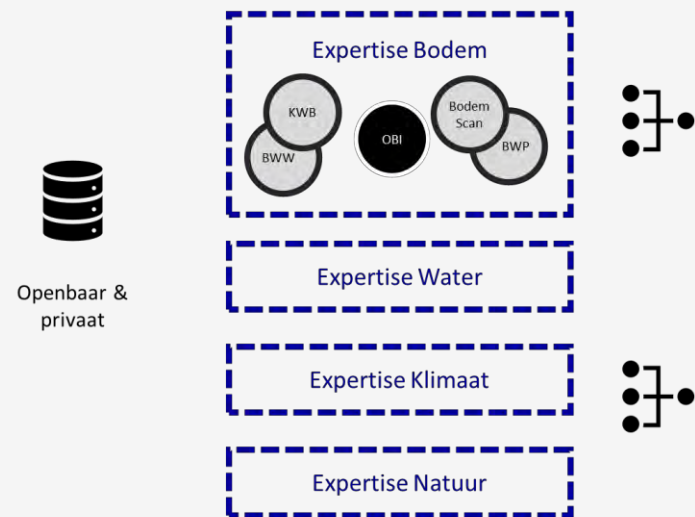 Expertise Bodem
KWB
BWW
OBI
Bodem
Scan
BWP
Openbaar &
privaat
Expertise Water
Expertise Klimaat
Expertise Natuur